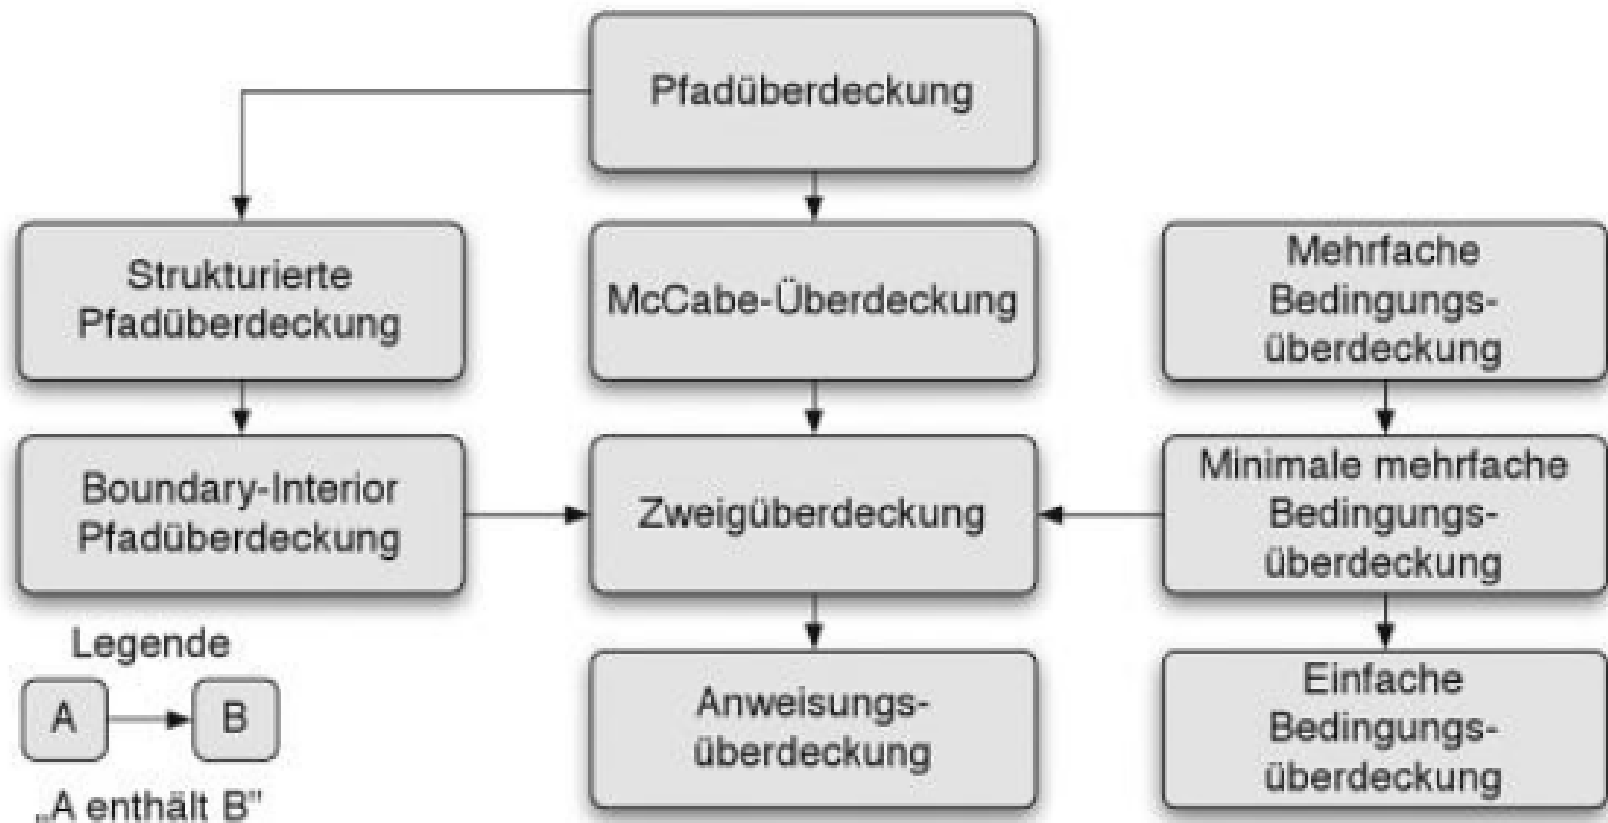 Pfadüberdeckung
Strukturierte
Pfadüberdeckung
McCabe-Überdeckung
Mehrfache
Bedingungs-
überdeckung
Boundary-Interior
Pfadüberdeckung
Zweigüberdeckung
Minimale mehrfache
Bedingungs-
überdeckung
Legende
A
B
„A enthält B"
Anweisungs-
überdeckung
Einfache
Bedingungs-
überdeckung